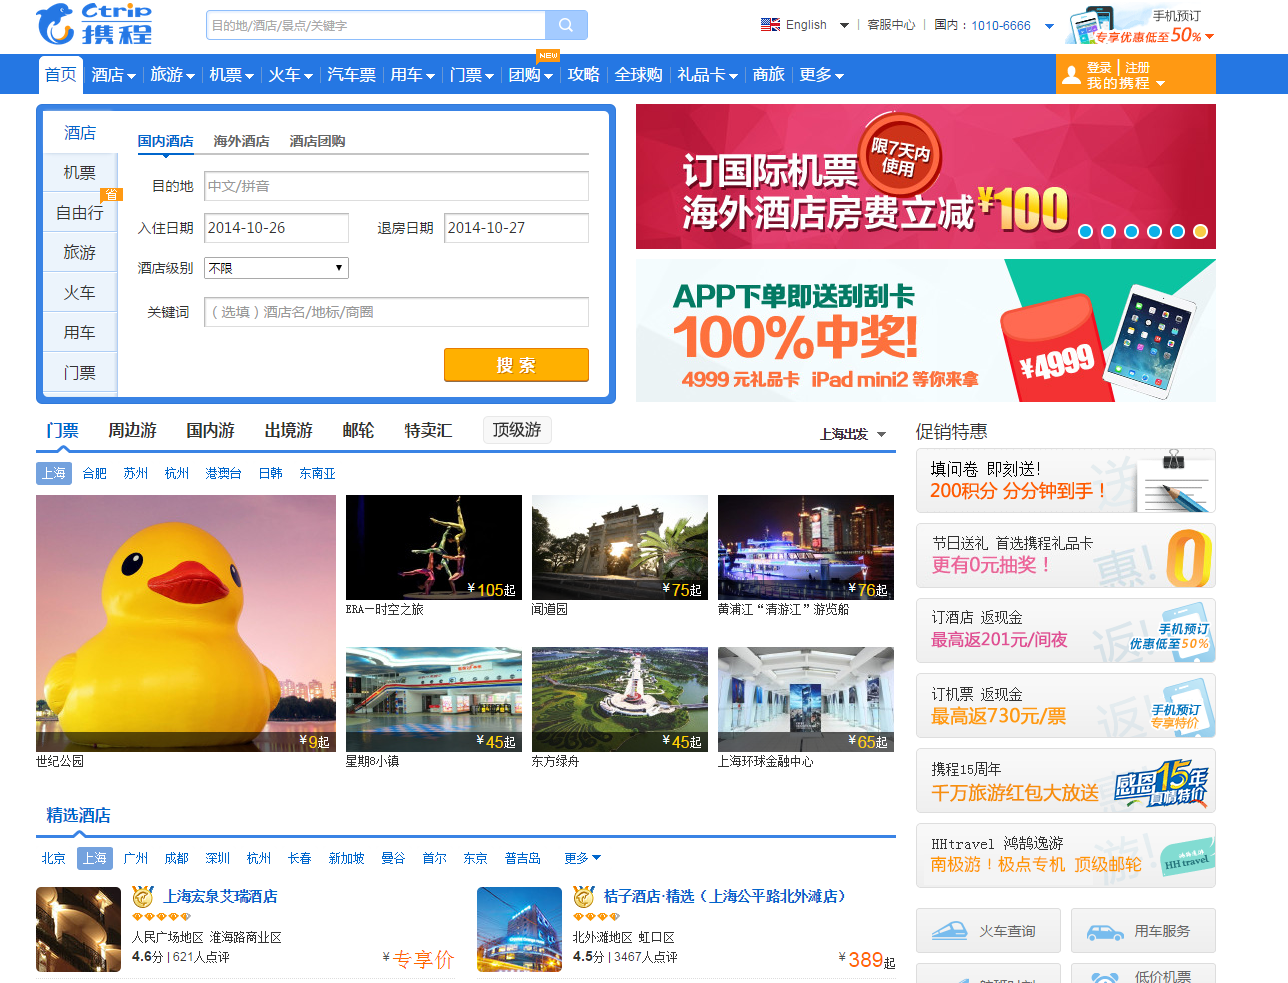 Ctrip
携程
目的地/酒店/景点/关键字
English
客服中心
国内：1010-6666
手机预订
专享优惠低至50%
首页
酒店
旅游
机票
火车
汽车票
用车
门票
团购
NEW
攻略
全球购
礼品卡
商旅
更多
登录 | 注册
我的携程
酒店
机票
省
自由行
旅游
火车
用车
门票
国内酒店
海外酒店
酒店团购
目的地
中文/拼音
入住日期
2014-10-26
退房日期
2014-10-27
酒店级别
不限
关键词
（选填）酒店名/地标/商圈
搜 索
订国际机票
限7天内
使用
海外酒店房费立减¥100
APP下单即送刮刮卡
100%中奖!
4999 元礼品卡 iPad mini2 等你来拿
¥4999
门票
周边游
国内游
出境游
邮轮
特卖汇
顶级游
上海出发
上海
合肥
苏州
杭州
港澳台
日韩
东南亚
¥9起
世纪公园
¥105起
ERA－时空之旅
¥75起
闻道园
¥76起
黄浦江“清游江”游览船
¥45起
星期8小镇
¥45起
东方绿舟
¥65起
上海环球金融中心
促销特惠
填问卷 即刻送!
200积分 分分钟到手！
送
节日送礼 首选携程礼品卡
更有0元抽奖！
惠!
0
订酒店 返现金
最高返201元/间夜
返
手机预订
优惠低至50%
订机票 返现金
最高返730元/票
返
手机预订
专享特价
携程15周年
千万旅游红包大放送
感恩15年
真情特价
HHtravel 鸿鹄逸游
南极游！极点专机 顶级邮轮
游!
HHtravel
精选酒店
北京
上海
广州
成都
深圳
杭州
长春
新加坡
曼谷
首尔
东京
普吉岛
更多
上海宏泉艾瑞酒店
人民广场地区 淮海路商业区
4.6分 | 621人点评
¥专享价
桔子酒店·精选（上海公平路北外滩店）
北外滩地区 虹口区
4.5分 | 3467人点评
¥389起
火车查询
用车服务
低价机票